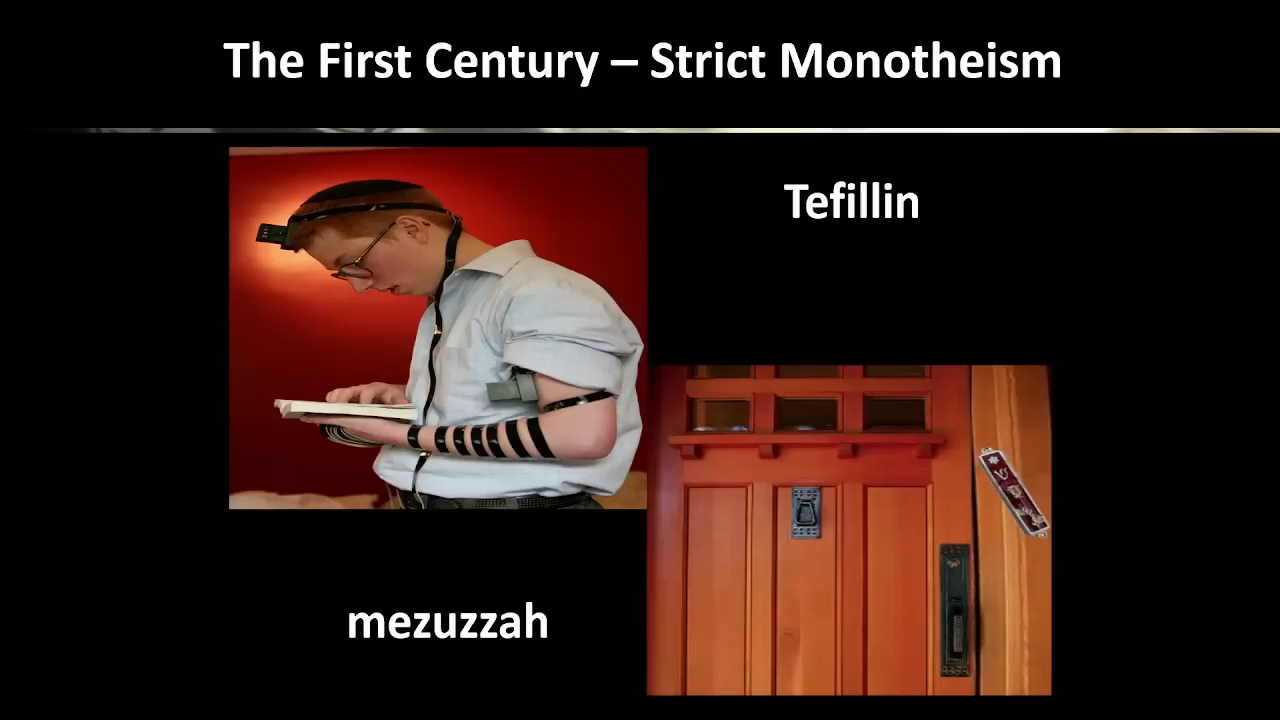 The First Century – Strict Monotheism
Tefillin
mezuzzah
ש